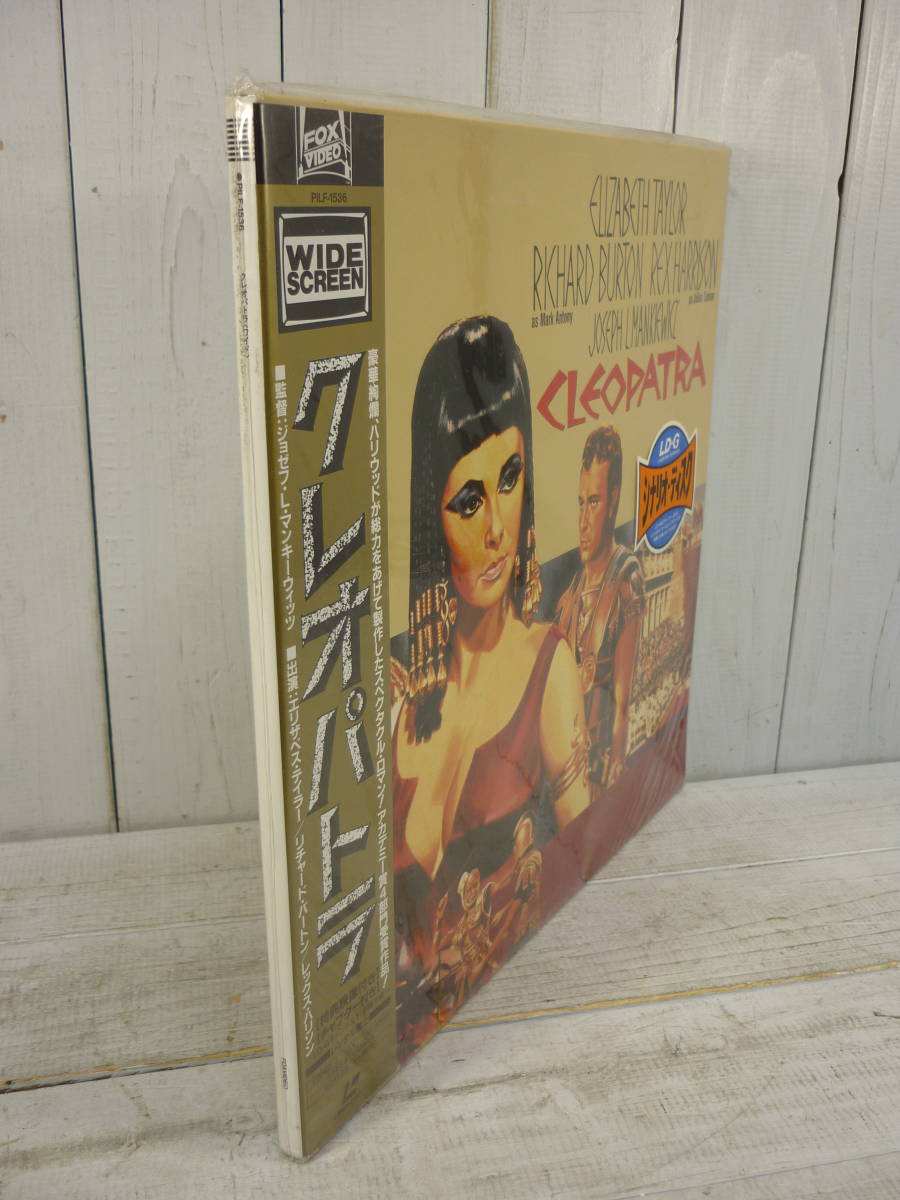 PILF-1536
FOX
VIDEO
PILF-1536
WIDE
SCREEN
クレオパトラ
豪華絢爛、ハリウッドが総力をあげて製作したスペクタクル・ロマン! アカデミー賞4部門受賞作品!
■監督:ジョゼフ・L・マンキーウィッツ ■出演:エリザベス・テイラー/リチャード・バートン/レックス・ハリソン
ELIZABETH TAYLOR
RICHARD BURTON REX HARRISON
as Mark Antony
JOSEPH L MANKIEWICZ
CLEOPATRA
LD-G
シナリオ・ディスク